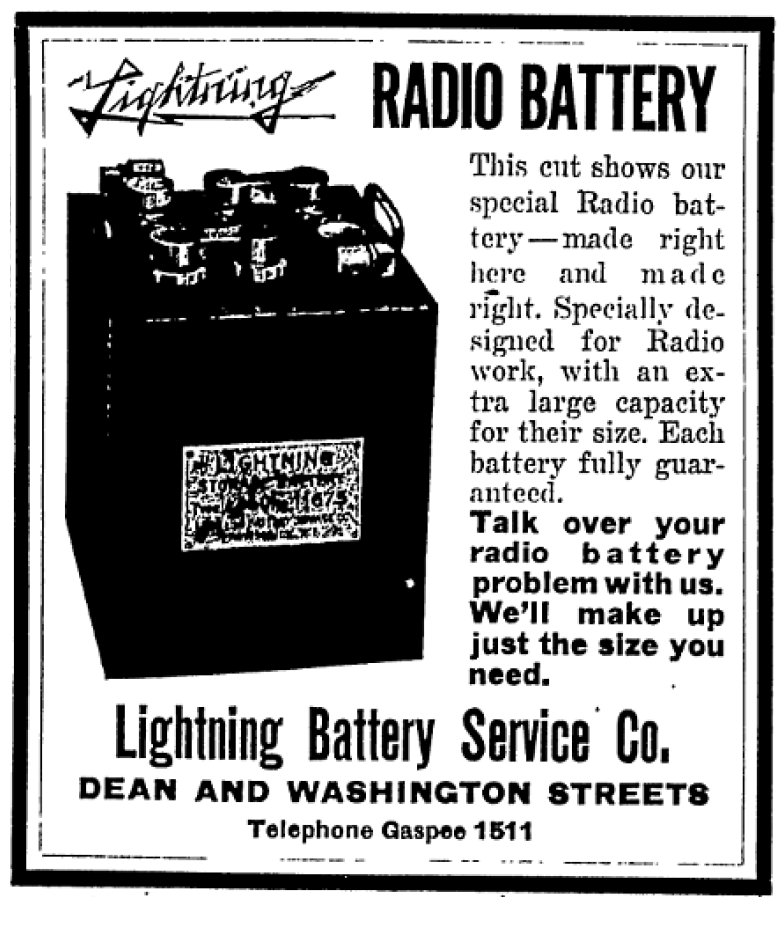 Lightning RADIO BATTERY
This cut shows our
special Radio bat-
tery — made right
here and made
right. Specially de-
signed for Radio
work, with an ex-
tra large capacity
for their size. Each
battery fully guar-
anteed.
Talk over your
radio battery
problem with us.
We'll make up
just the size you
need.
LIGHTNING
STORAGE BATTERY
Lightning Battery Service Co.
DEAN AND WASHINGTON STREETS
Telephone Gaspee 1511